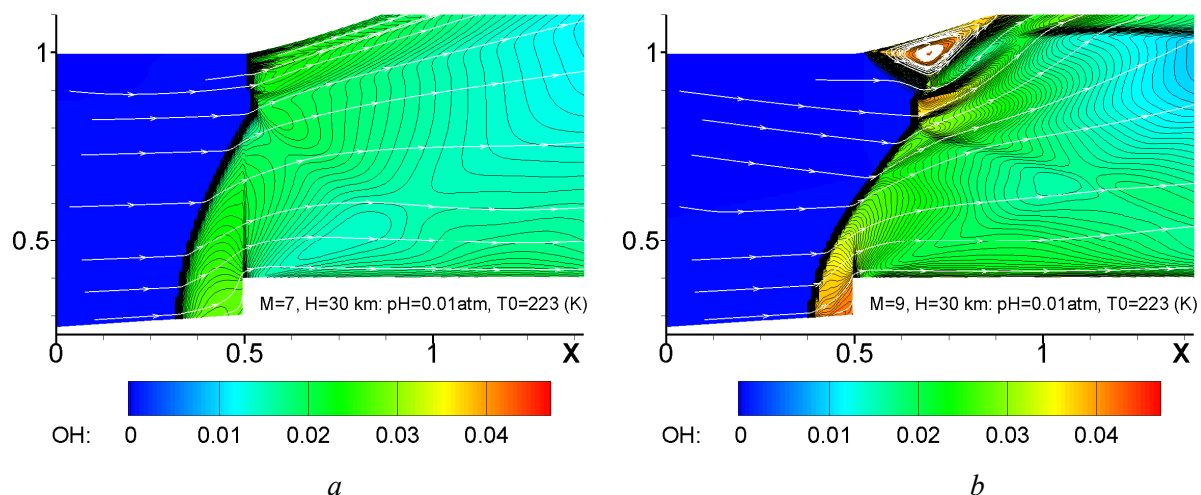 1
0.5
M=7, H=30 km: pH=0.01atm, T0=223 (K)
0 0.5 1 X
OH: 0 0.01 0.02 0.03 0.04
a
1
0.5
M=9, H=30 km: pH=0.01atm, T0=223 (K)
0 0.5 1 X
OH: 0 0.01 0.02 0.03 0.04
b